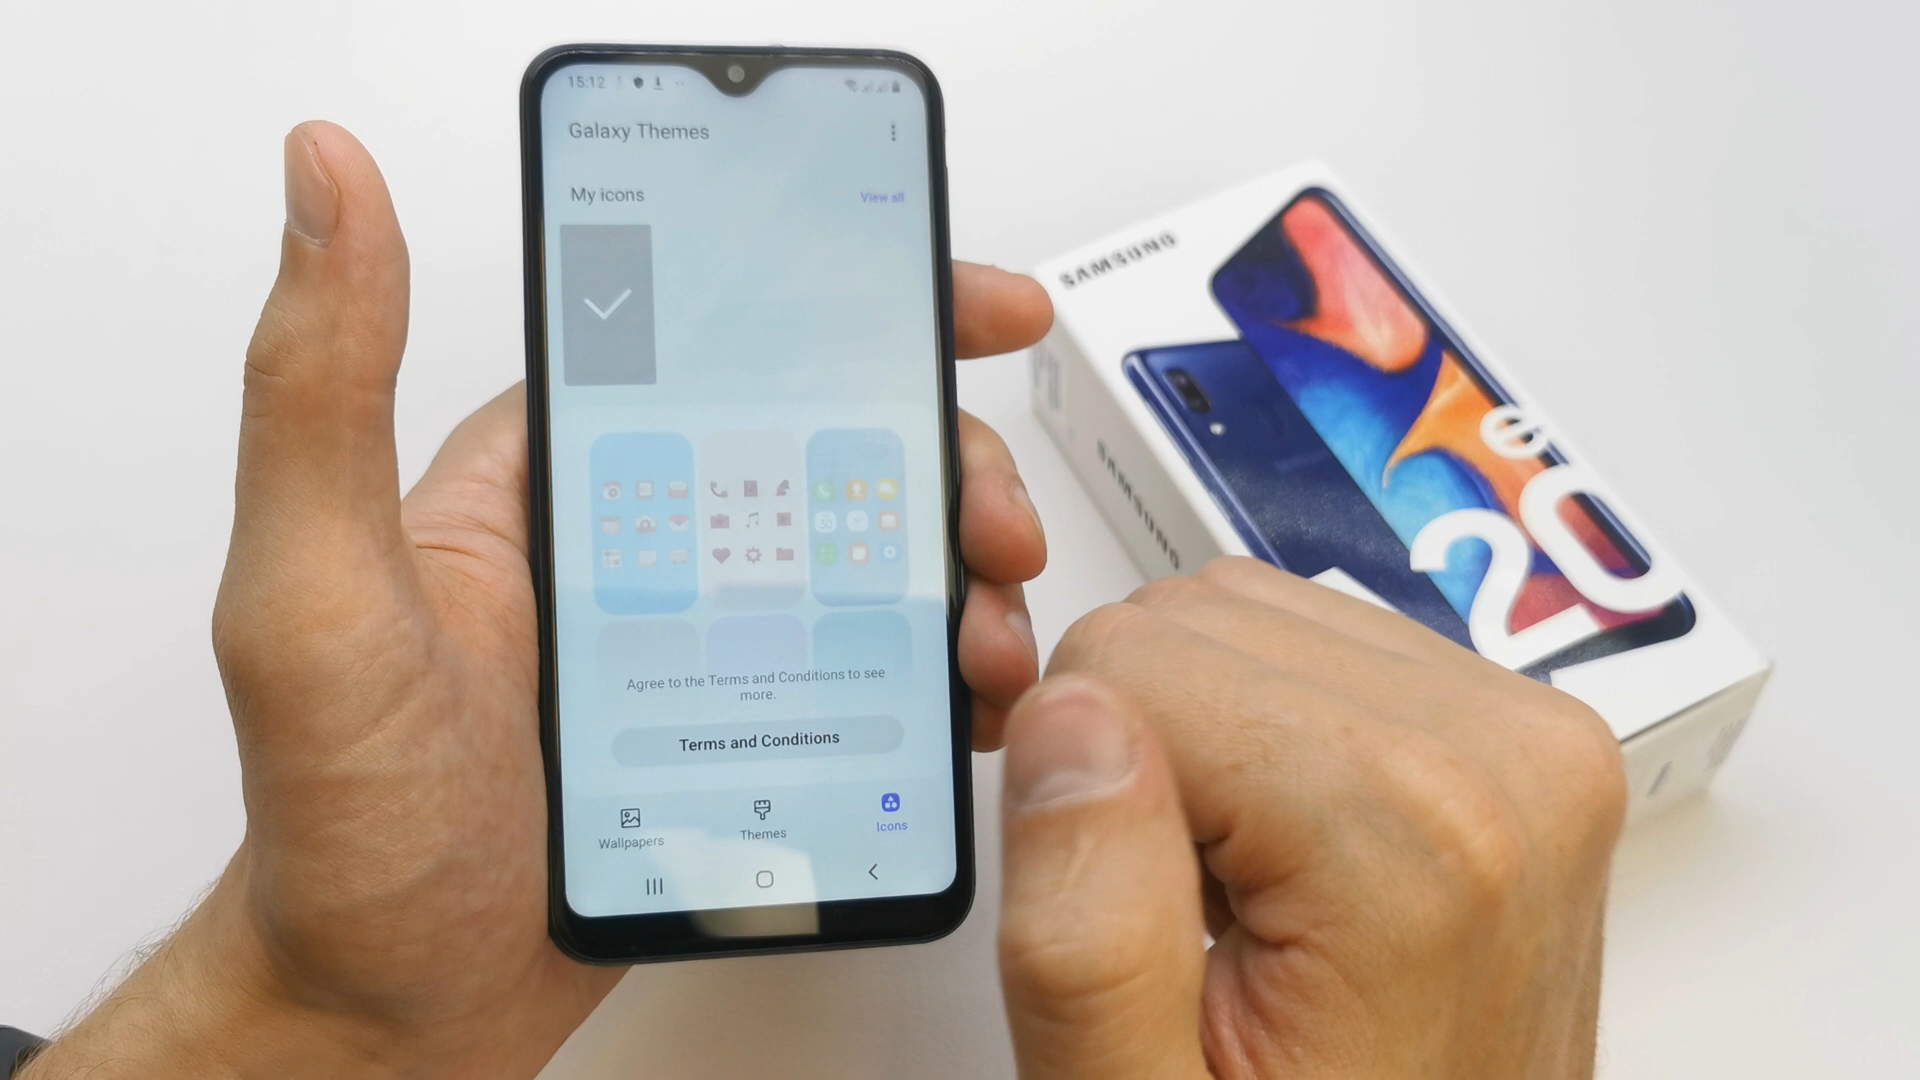 15:12
Galaxy Themes
My icons
View all
30
Agree to the Terms and Conditions to see
more.
Terms and Conditions
Wallpapers
Themes
Icons
SAMSUNG
SAMSUNG
20
e